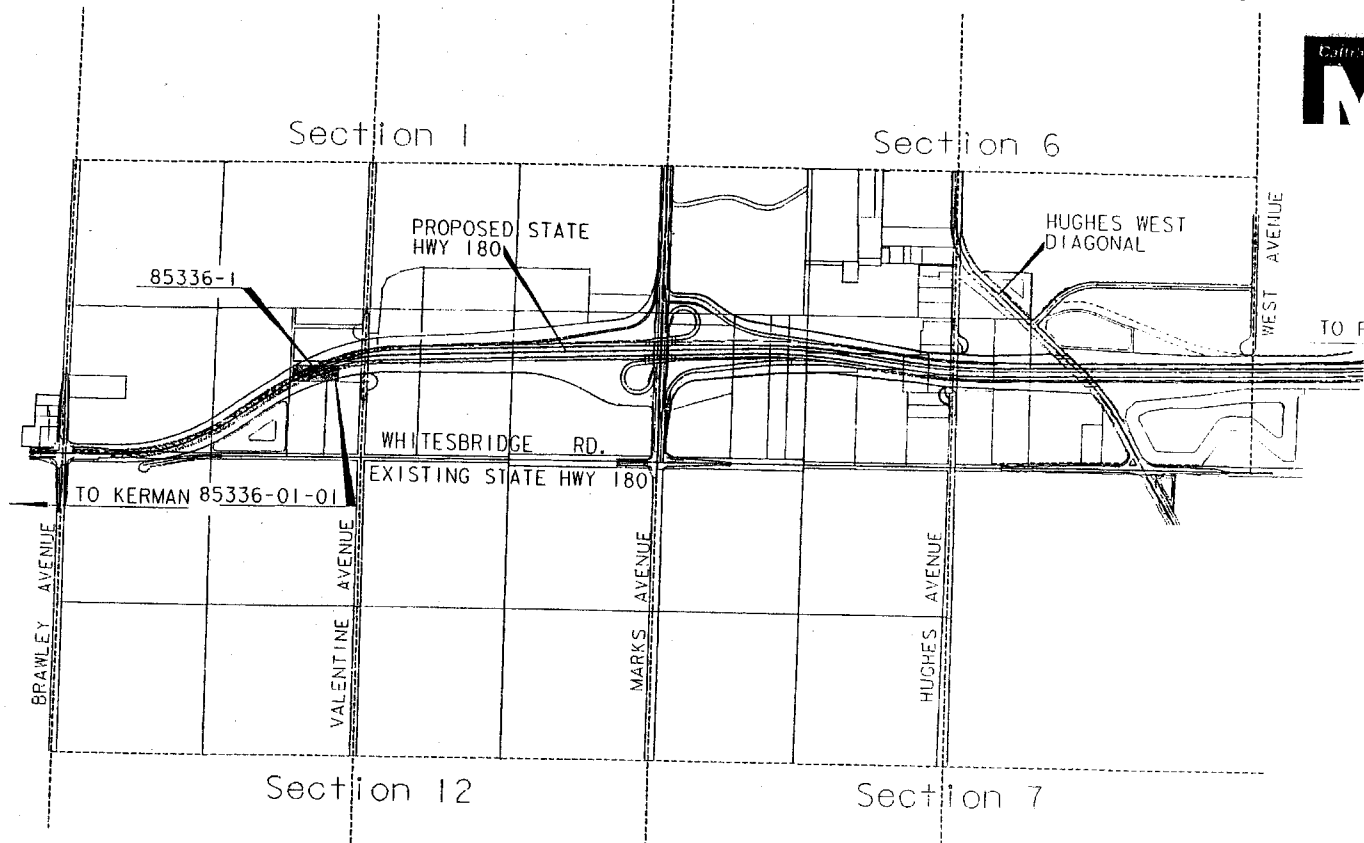 Section 1
Section 6
PROPOSED STATE
HWY 180
HUGHES WEST
DIAGONAL
WEST AVENUE
85336-1
TO
WHITESBRIDGE RD.
EXISTING STATE HWY 180
TO KERMAN
85336-01-01
BRAWLEY AVENUE
VALENTINE AVENUE
MARKS AVENUE
HUGHES AVENUE
Section 12
Section 7